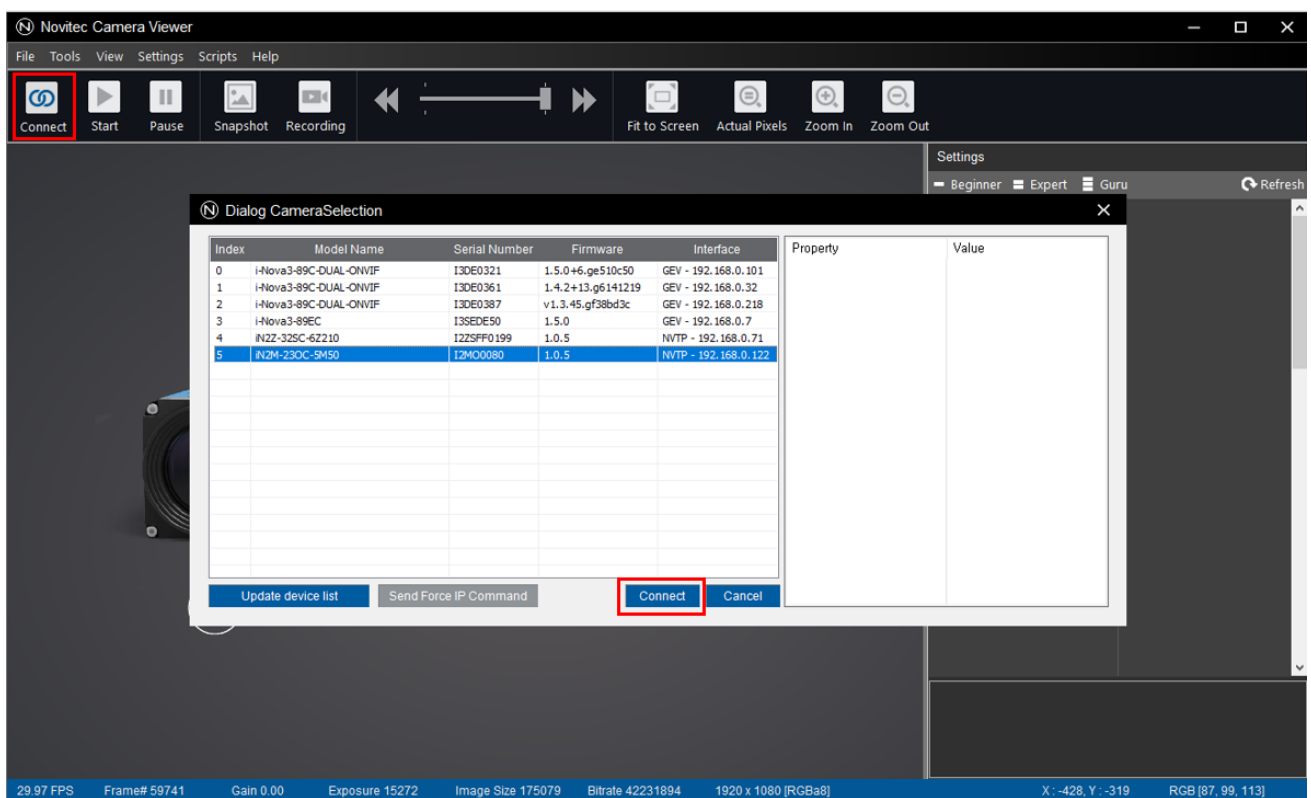 Novitec Camera Viewer
File Tools View Settings Scripts Help
Connect Start Pause Snapshot Recording Fit to Screen Actual Pixels Zoom In Zoom Out
Settings
Beginner Expert Guru Refresh
Dialog CameraSelection
Index Model Name Serial Number Firmware Interface Property Value
0 i-Nova3-89C-DUAL-ONVIF I3DE0321 1.5.0+6.ge510c50 GEV - 192.168.0.101
1 i-Nova3-89C-DUAL-ONVIF I3DE0361 1.4.2+13.g6141219 GEV - 192.168.0.32
2 i-Nova3-89C-DUAL-ONVIF I3DE0387 v1.3.45.gf38bd3c GEV - 192.168.0.218
3 i-Nova3-89EC I3SEDE50 1.5.0 GEV - 192.168.0.7
4 iN2Z-32SC-6Z210 I2ZSFF0199 1.0.5 NVTP - 192.168.0.71
5 iN2M-23OC-5M50 I2MO0080 1.0.5 NVTP - 192.168.0.122
Update device list Send Force IP Command Connect Cancel
29.97 FPS Frame# 59741 Gain 0.00 Exposure 15272 Image Size 175079 Bitrate 42231894 1920 x 1080 [RGBa8] X : -428, Y : -319 RGB [87, 99, 113]